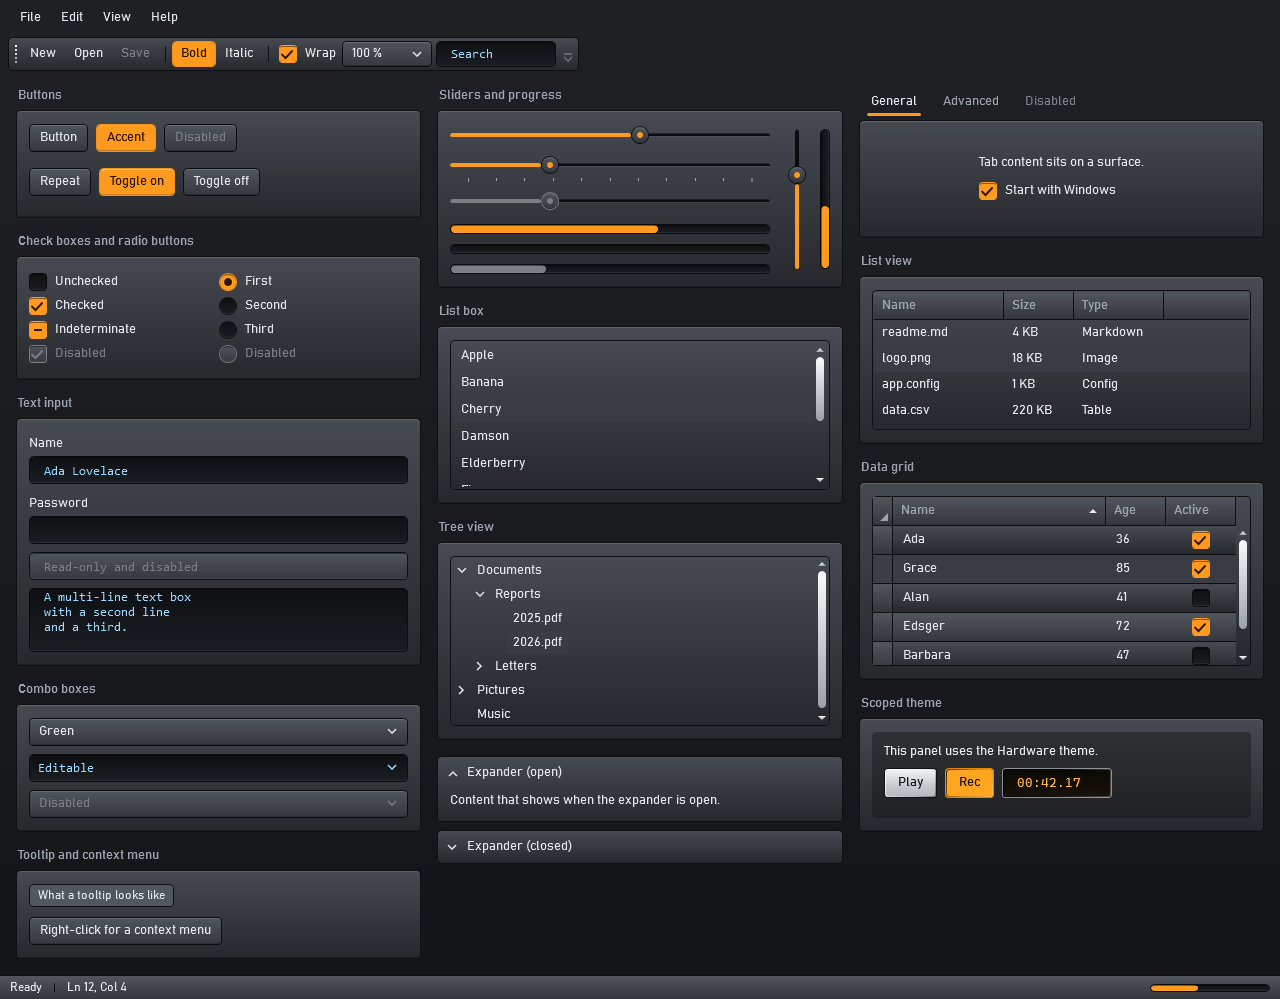 File Edit View Help
New Open Save Bold Italic Wrap 100 % Search
Buttons
Button Accent Disabled
Repeat Toggle on Toggle off
Check boxes and radio buttons
Unchecked First
Checked Second
Indeterminate Third
Disabled Disabled
Text input
Name
Ada Lovelace
Password
Read-only and disabled
A multi-line text box
with a second line
and a third.
Combo boxes
Green
Editable
Disabled
Tooltip and context menu
What a tooltip looks like
Right-click for a context menu
Sliders and progress
List box
Apple
Banana
Cherry
Damson
Elderberry
Tree view
Documents
Reports
2025.pdf
2026.pdf
Letters
Pictures
Music
Expander (open)
Content that shows when the expander is open.
Expander (closed)
General Advanced Disabled
Tab content sits on a surface.
Start with Windows
List view
Name Size Type
readme.md 4 KB Markdown
logo.png 18 KB Image
app.config 1 KB Config
data.csv 220 KB Table
Data grid
Name Age Active
Ada 36
Grace 85
Alan 41
Edsger 72
Barbara 47
Scoped theme
This panel uses the Hardware theme.
Play Rec 00:42.17
Ready Ln 12, Col 4